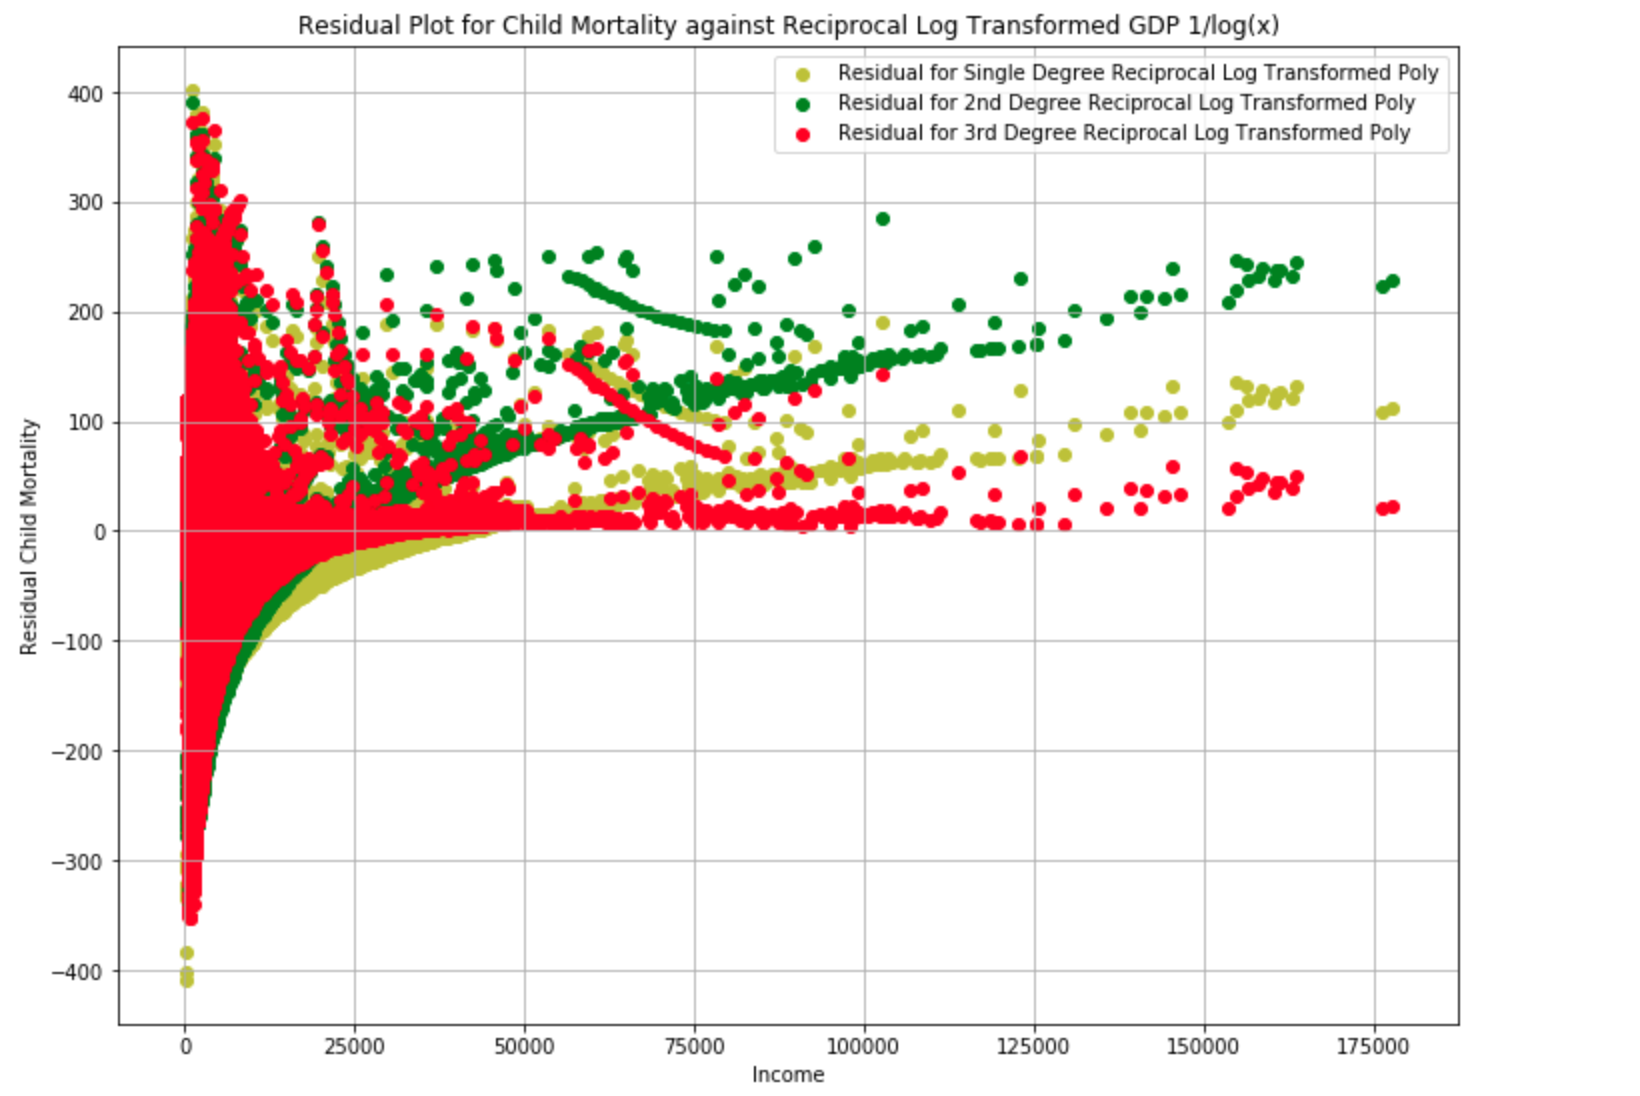 Residual Plot for Child Mortality against Reciprocal Log Transformed GDP 1/log(x)
Residual for Single Degree Reciprocal Log Transformed Poly
Residual for 2nd Degree Reciprocal Log Transformed Poly
Residual for 3rd Degree Reciprocal Log Transformed Poly
Residual Child Mortality
400
300
200
100
0
−100
−200
−300
−400
0 25000 50000 75000 100000 125000 150000 175000
Income